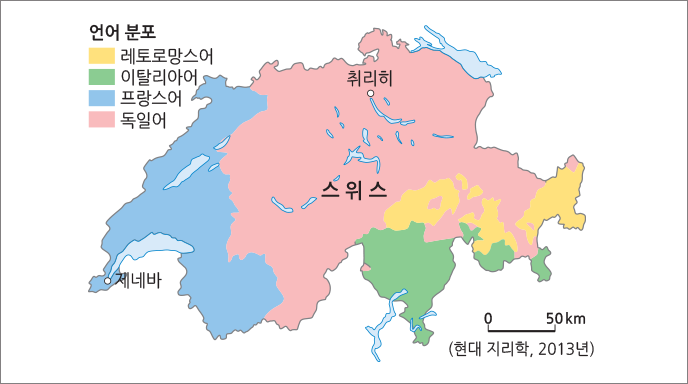 언어 분포
레토로망스어
이탈리아어
프랑스어
독일어
취리히
스위스
제네바
0 50km
(현대 지리학, 2013년)